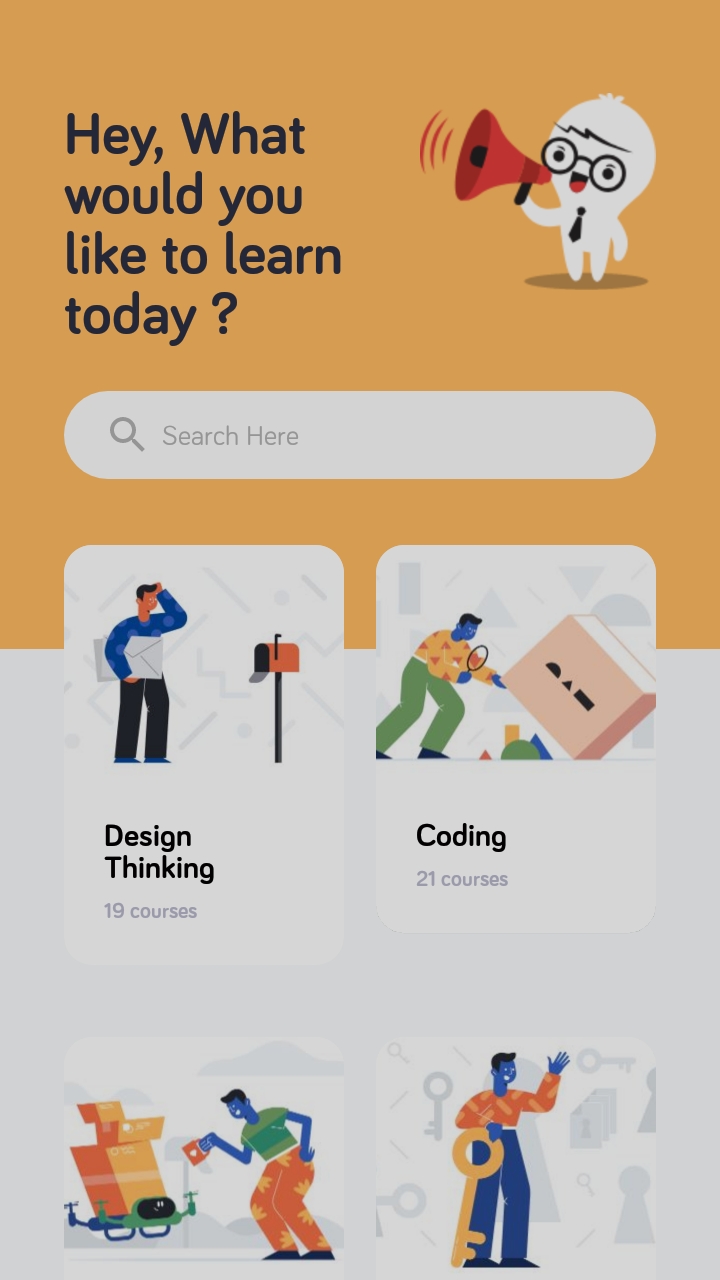 Hey, What
would you
like to learn
today ?
Search Here
Design
Thinking
19 courses
Coding
21 courses